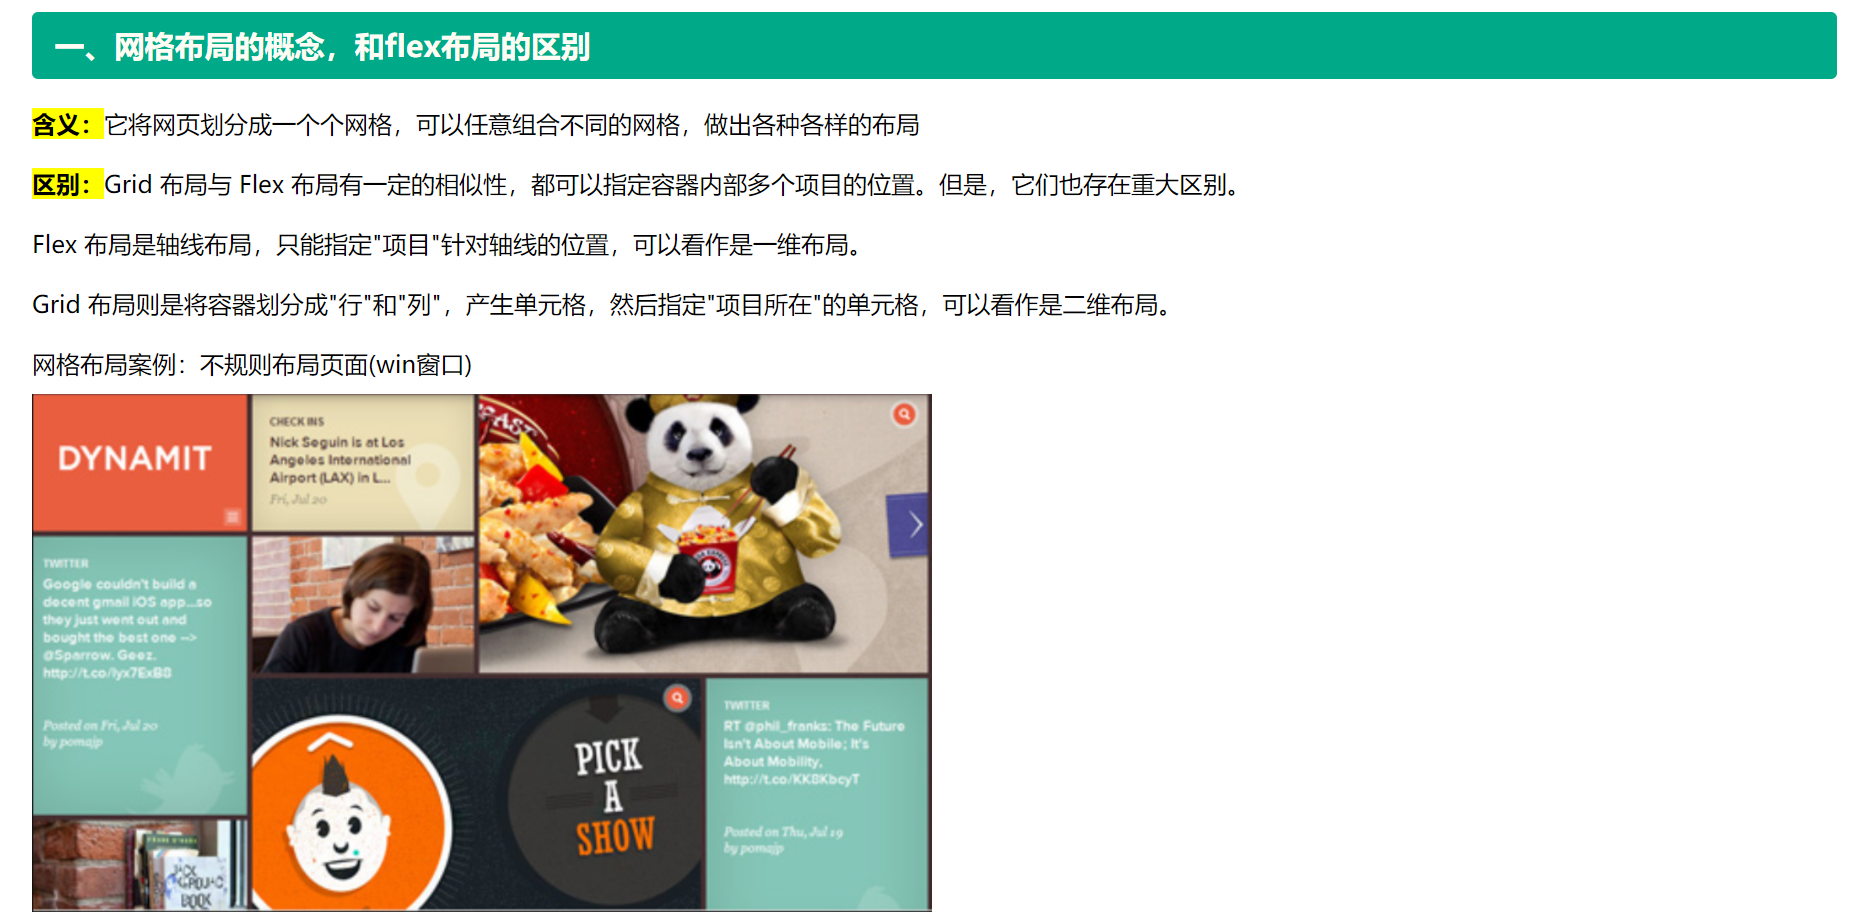 一、网格布局的概念，和flex布局的区别
含义：它将网页划分成一个个网格，可以任意组合不同的网格，做出各种各样的布局
区别：Grid 布局与 Flex 布局有一定的相似性，都可以指定容器内部多个项目的位置。但是，它们也存在重大区别。
Flex 布局是轴线布局，只能指定"项目"针对轴线的位置，可以看作是一维布局。
Grid 布局则是将容器划分成"行"和"列"，产生单元格，然后指定"项目所在"的单元格，可以看作是二维布局。
网格布局案例：不规则布局页面(win窗口)
DYNAMIT
CHECK INS
Nick Seguin is at Los
Angeles International
Airport (LAX) in L...
Fri, Jul 20
TWITTER
Google couldn't build a
decent gmail iOS app...so
they just went out and
bought the best one -->
@Sparrow. Geez.
http://t.co/lyx7ExB8
Posted on Fri, Jul 20
by pomajp
PICK
A
SHOW
TWITTER
RT @phil_franks: The Future
Isn't About Mobile; It's
About Mobility,
http://t.co/KK8KbcyT
Posted on Thu, Jul 19
by pomajp
BOOK